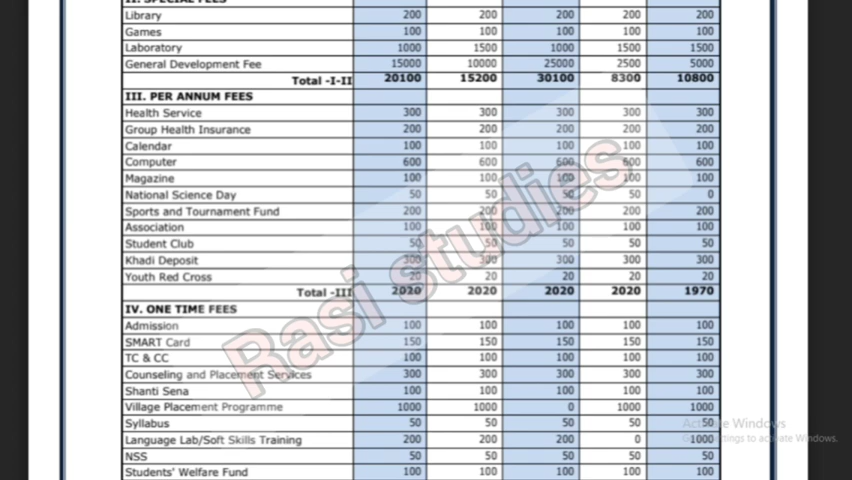 II. SPECIAL FEES
Library 200 200 200 200 200
Games 100 100 100 100 100
Laboratory 1000 1500 1000 1500 1500
General Development Fee 15000 10000 25000 2500 5000
Total -I-II 20100 15200 30100 8300 10800
III. PER ANNUM FEES
Health Service 300 300 300 300 300
Group Health Insurance 200 200 200 200 200
Calendar 100 100 100 100 100
Computer 600 600 600 600 600
Magazine 100 100 100 100 100
National Science Day 50 50 50 50 0
Sports and Tournament Fund 200 200 200 200 200
Association 100 100 100 100 100
Student Club 50 50 50 50 50
Khadi Deposit 300 300 300 300 300
Youth Red Cross 20 20 20 20 20
Total -III 2020 2020 2020 2020 1970
IV. ONE TIME FEES
Admission 100 100 100 100 100
SMART Card 150 150 150 150 150
TC & CC 100 100 100 100 100
Counseling and Placement Services 300 300 300 300 300
Shanti Sena 100 100 100 100 100
Village Placement Programme 1000 1000 0 1000 1000
Syllabus 50 50 50 50 50
Language Lab/Soft Skills Training 200 200 200 0 1000
NSS 50 50 50 50 50
Students' Welfare Fund 100 100 100 100 100
Rasi studies
Activate Windows
Go to Settings to activate Windows.